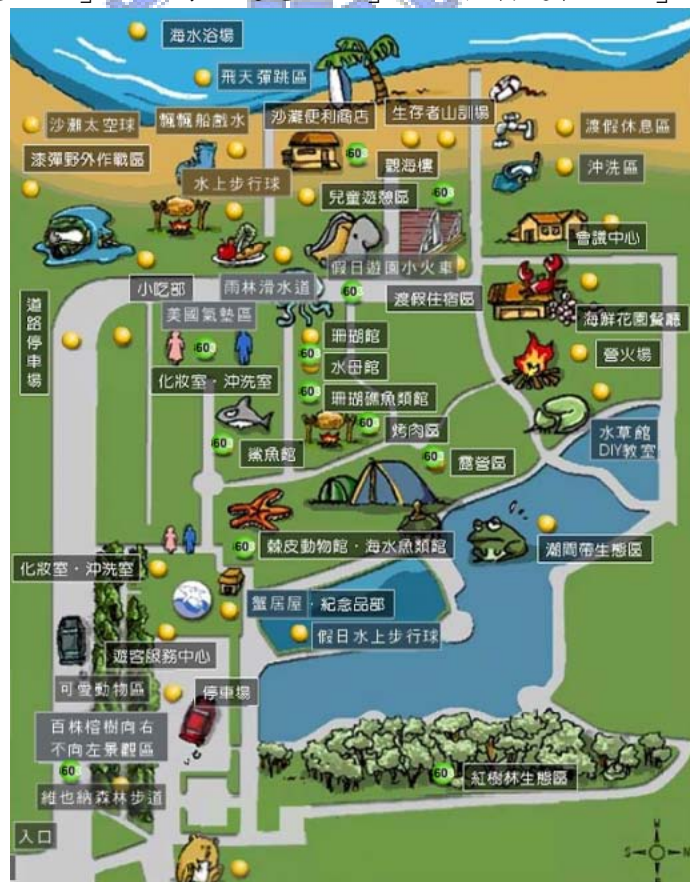 海水浴場
飛天彈跳區
沙灘太空球
飄飄船戲水
沙灘便利商店
生存者山訓場
渡假休息區
漆彈野外作戰區
60
觀海樓
沖洗區
水上步行球
兒童遊憩區
60
會議中心
假日遊園小火車
小吃部
雨林滑水道
60
渡假住宿區
道路停車場
美國氣墊區
海鮮花園餐廳
珊瑚館
60
60
水母館
營火場
化妝室·沖洗室
60
珊瑚礁魚類館
60
烤肉區
60
鯊魚館
60
露營區
水草館
DIY教室
60
棘皮動物館·海水魚類館
潮間帶生態區
化妝室·沖洗室
蟹居屋·紀念品部
假日水上步行球
遊客服務中心
可愛動物區
停車場
百株榕樹向右
不向左景觀區
60
維也納森林步道
60
紅樹林生態區
入口
W
S
N